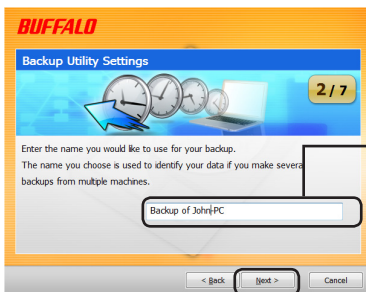 BUFFALO
Backup Utility Settings
2 / 7
Enter the name you would like to use for your backup.
The name you choose is used to identify your data if you make severa
backups from multiple machines.
Backup of John-PC
< Back
Next >
Cancel